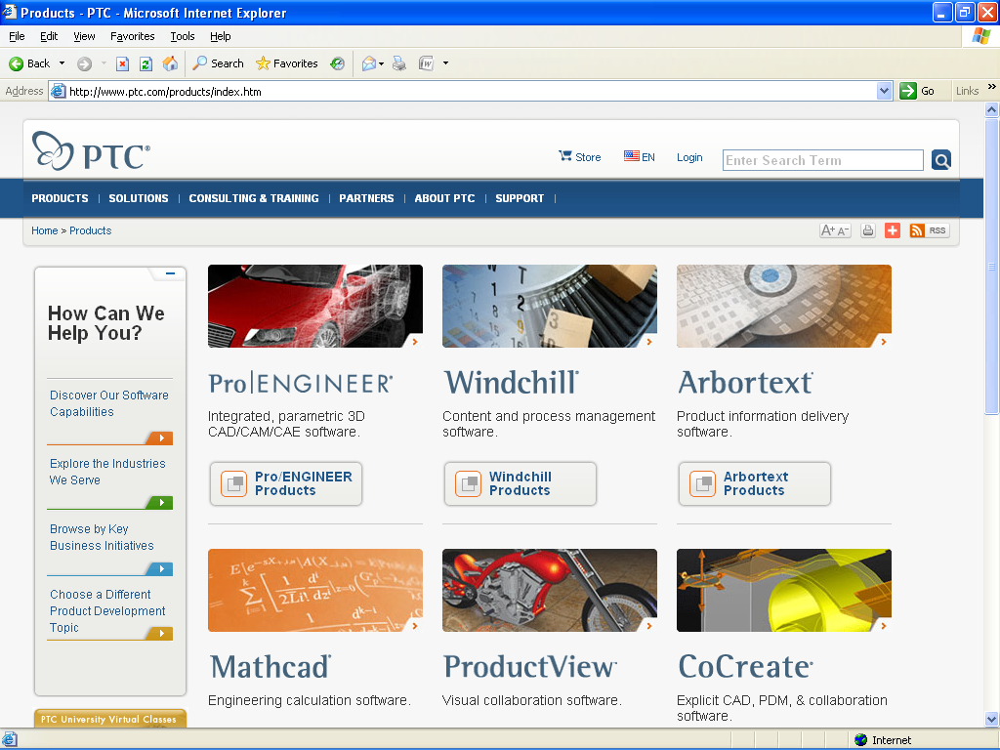 Products - PTC - Microsoft Internet Explorer
File Edit View Favorites Tools Help
Back Search Favorites
Address http://www.ptc.com/products/index.htm Go Links »
PTC®
Store EN Login Enter Search Term
PRODUCTS | SOLUTIONS | CONSULTING & TRAINING | PARTNERS | ABOUT PTC | SUPPORT |
Home > Products A+ A- RSS
How Can We
Help You?
Discover Our Software
Capabilities
Explore the Industries
We Serve
Browse by Key
Business Initiatives
Choose a Different
Product Development
Topic
PTC University Virtual Classes
Pro|ENGINEER®
Integrated, parametric 3D
CAD/CAM/CAE software.
Pro/ENGINEER
Products
Windchill®
Content and process management
software.
Windchill
Products
Arbortext®
Product information delivery
software.
Arbortext
Products
Mathcad®
Engineering calculation software.
ProductView™
Visual collaboration software.
CoCreate®
Explicit CAD, PDM, & collaboration
software.
Internet